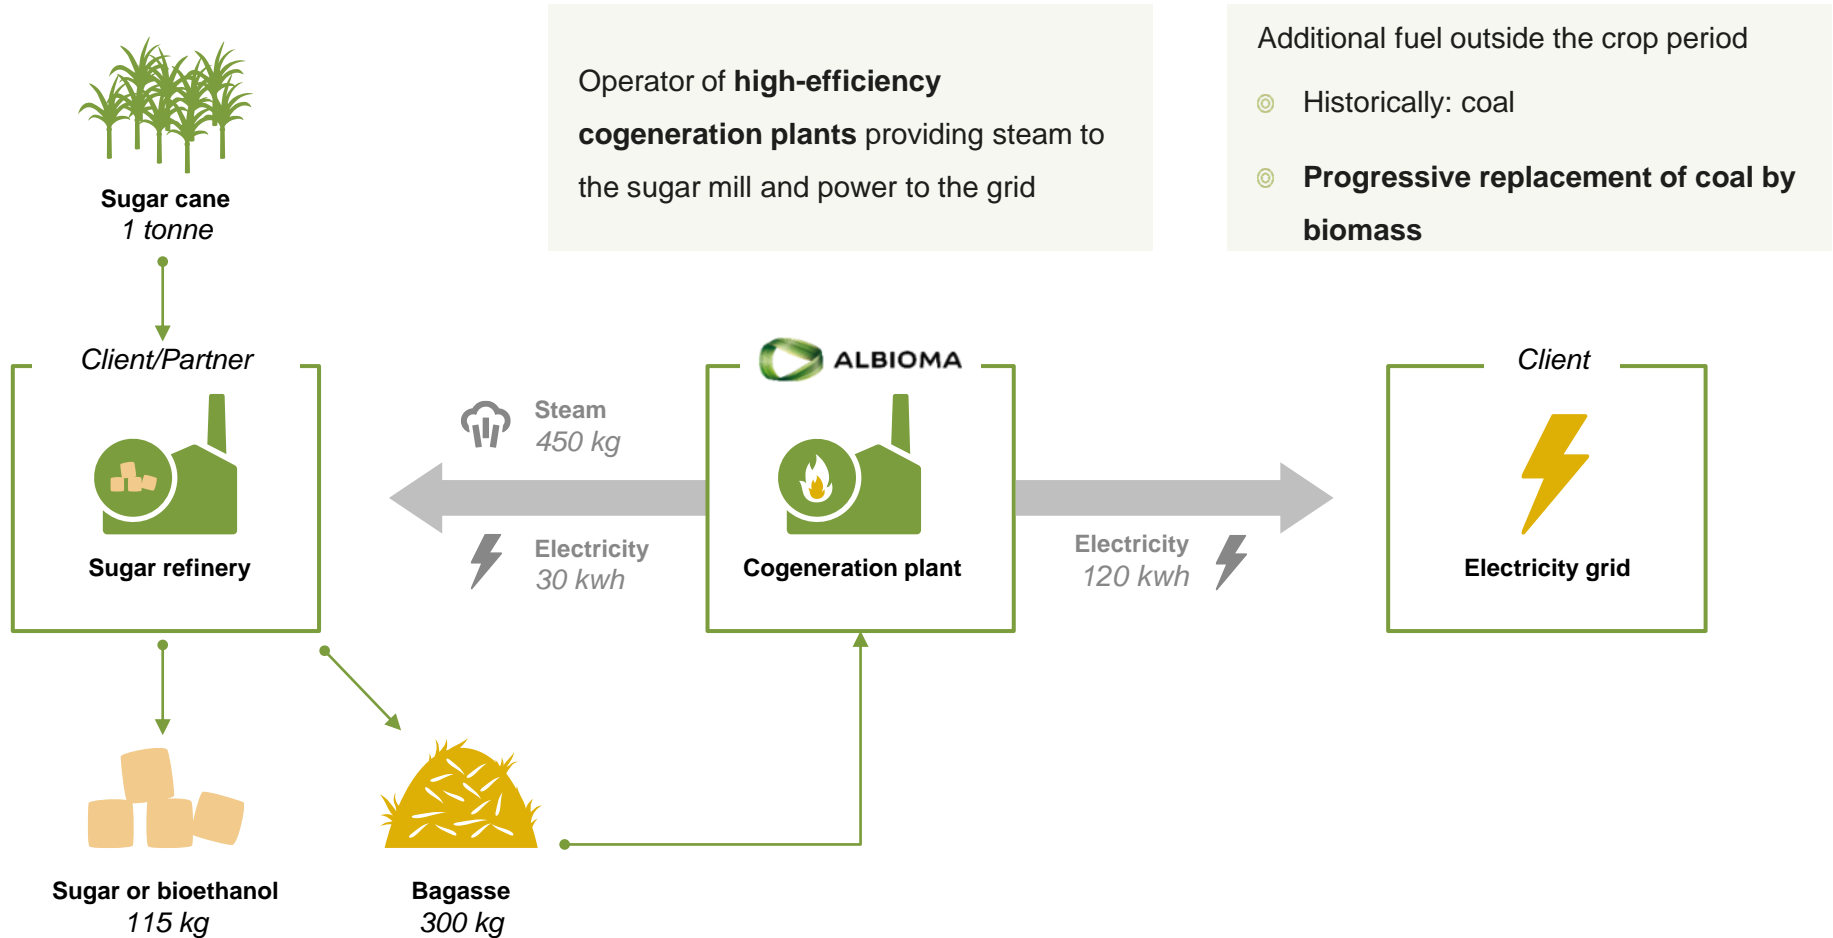 Operator of high-efficiency
cogeneration plants providing steam to
the sugar mill and power to the grid
Additional fuel outside the crop period
Historically: coal
Progressive replacement of coal by
biomass
Sugar cane
1 tonne
Client/Partner
Sugar refinery
Steam
450 kg
Electricity
30 kwh
ALBIOMA
Cogeneration plant
Electricity
120 kwh
Client
Electricity grid
Sugar or bioethanol
115 kg
Bagasse
300 kg